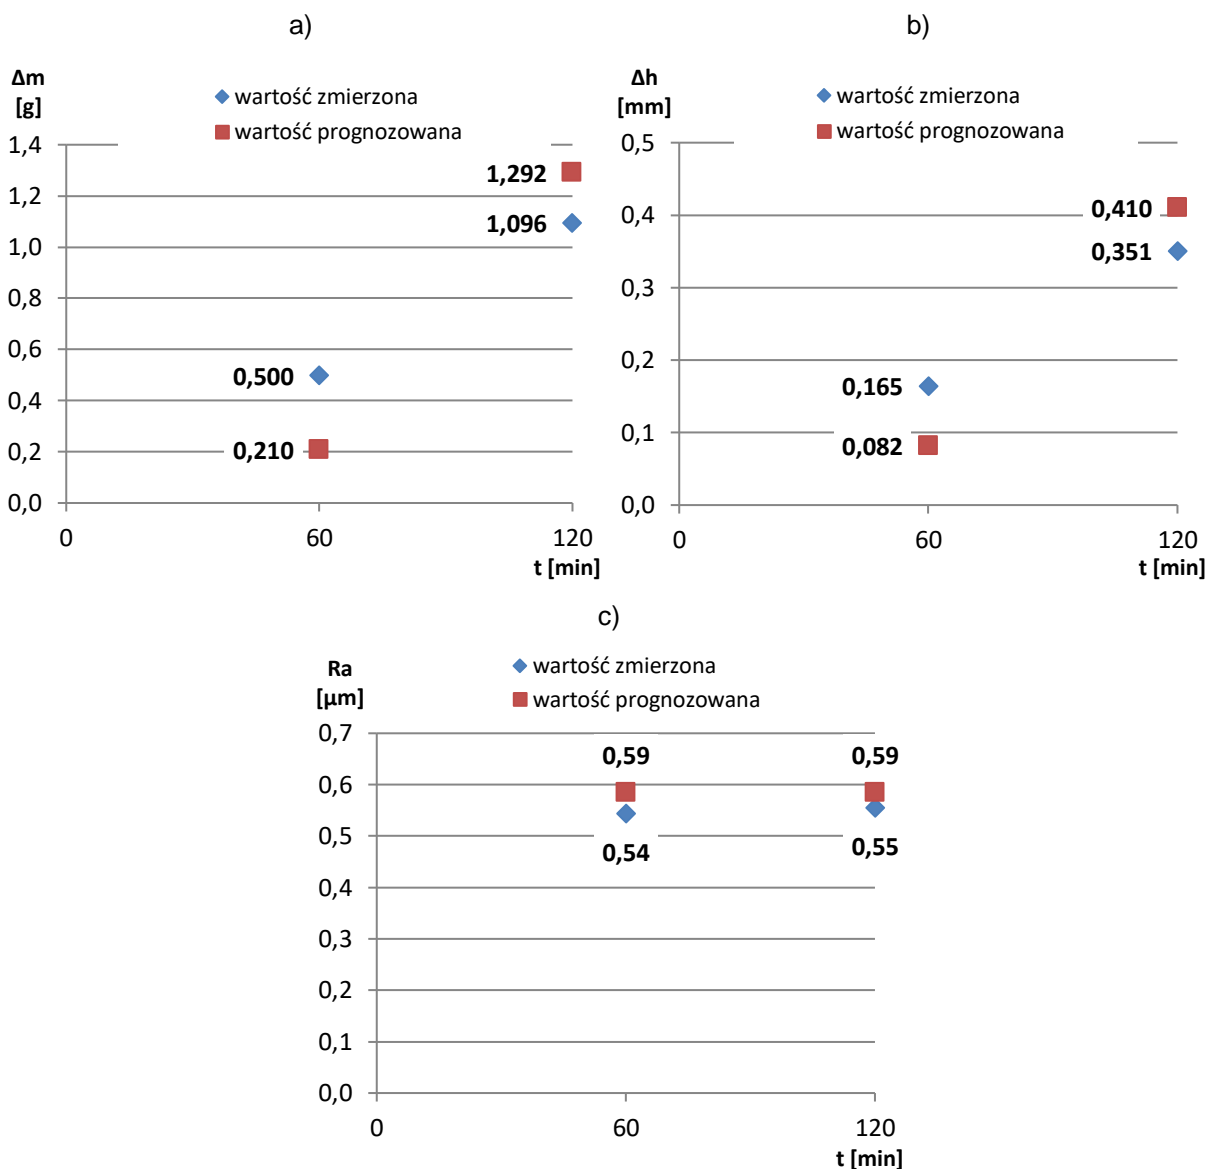 a)
Δm
[g]
wartość zmierzona
wartość prognozowana
1,4
1,2
1,0
0,8
0,6
0,4
0,2
0,0
1,292
1,096
0,500
0,210
0
60
120
t [min]
b)
Δh
[mm]
wartość zmierzona
wartość prognozowana
0,5
0,4
0,3
0,2
0,1
0,0
0,410
0,351
0,165
0,082
0
60
120
t [min]
c)
Ra
[μm]
wartość zmierzona
wartość prognozowana
0,7
0,6
0,5
0,4
0,3
0,2
0,1
0,0
0,59
0,59
0,54
0,55
0
60
120
t [min]